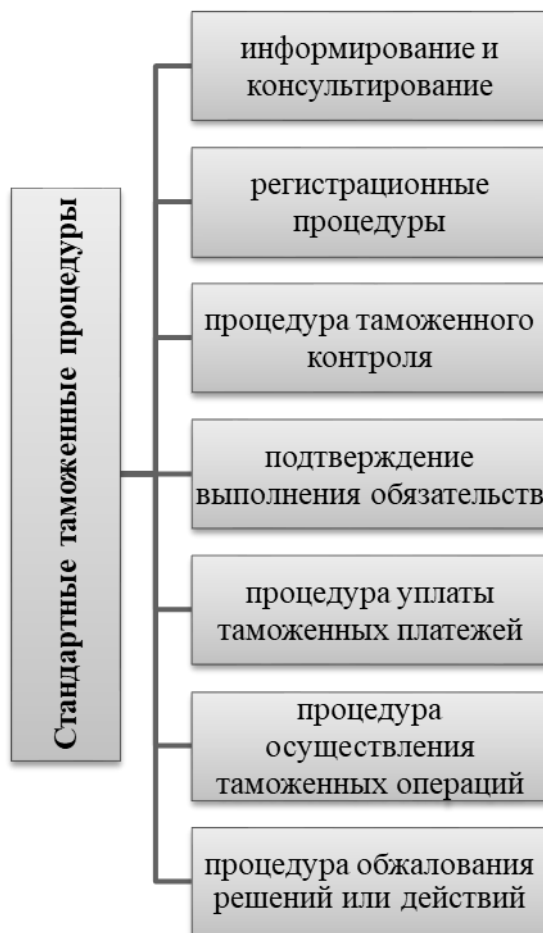 Стандартные таможенные процедуры
информирование и
консультирование
регистрационные
процедуры
процедура таможенного
контроля
подтверждение
выполнения обязательств
процедура уплаты
таможенных платежей
процедура
осуществления
таможенных операций
процедура обжалования
решений или действий